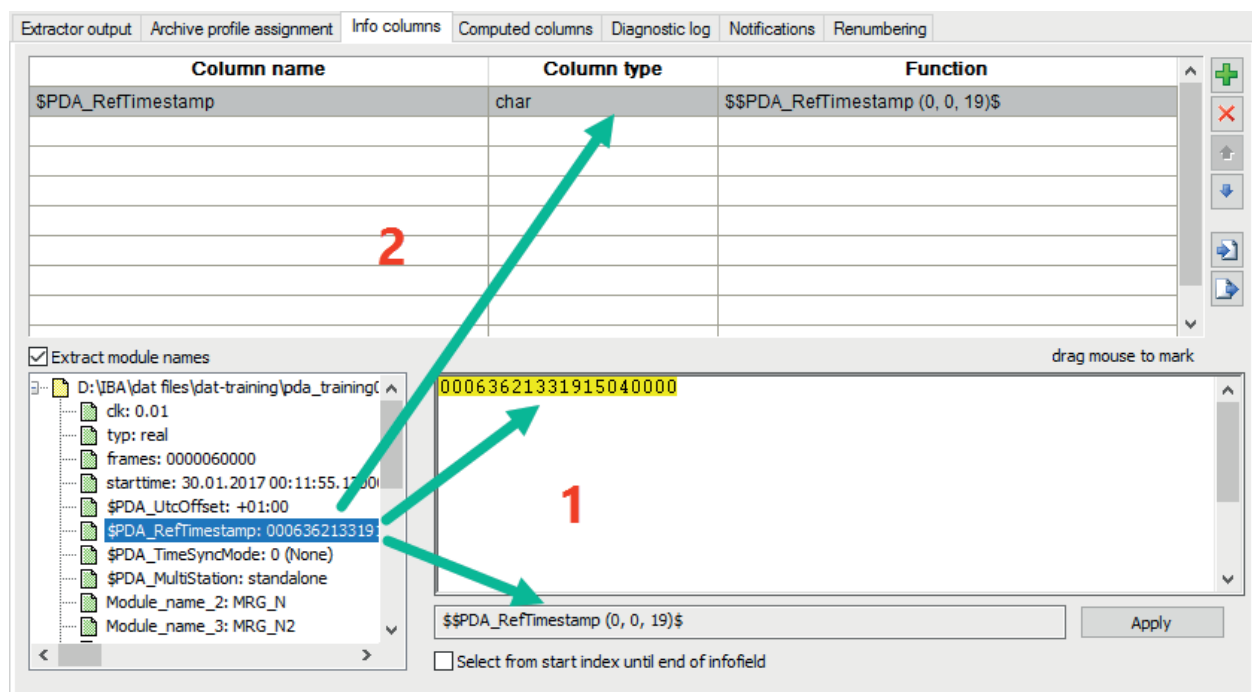 Extractor output Archive profile assignment Info columns Computed columns Diagnostic log Notifications Renumbering
Column name Column type Function
$PDA_RefTimestamp char $$PDA_RefTimestamp (0, 0, 19)$
2
Extract module names
drag mouse to mark
D:\IBA\dat files\dat-training\pda_training
clk: 0.01
typ: real
frames: 0000060000
starttime: 30.01.2017 00:11:55.
$PDA_UtcOffset: +01:00
$PDA_RefTimestamp: 000636213319
$PDA_TimeSyncMode: 0 (None)
$PDA_MultiStation: standalone
Module_name_2: MRG_N
Module_name_3: MRG_N2
00063621331915040000
1
$$PDA_RefTimestamp (0, 0, 19)$
Apply
Select from start index until end of infofield